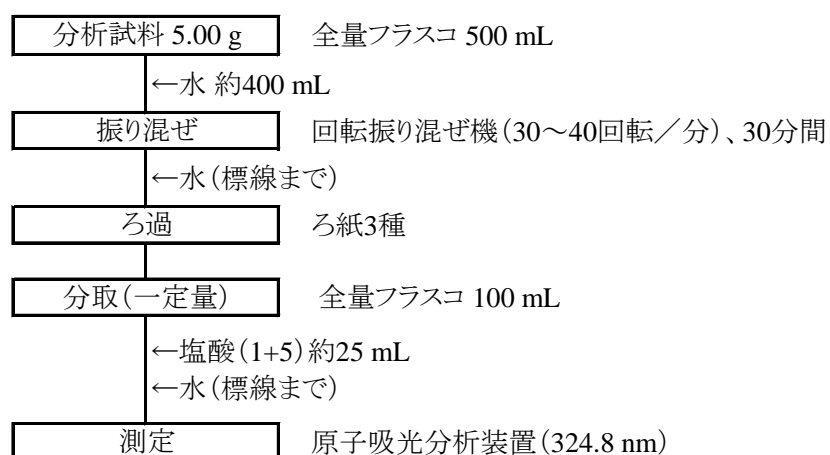 分析試料 5.00 g 全量フラスコ 500 mL
←水 約400 mL
振り混ぜ 回転振り混ぜ機(30~40回転/分)、30分間
←水(標線まで)
ろ過 ろ紙3種
分取(一定量) 全量フラスコ 100 mL
←塩酸(1+5)約25 mL
←水(標線まで)
測定 原子吸光分析装置(324.8 nm)